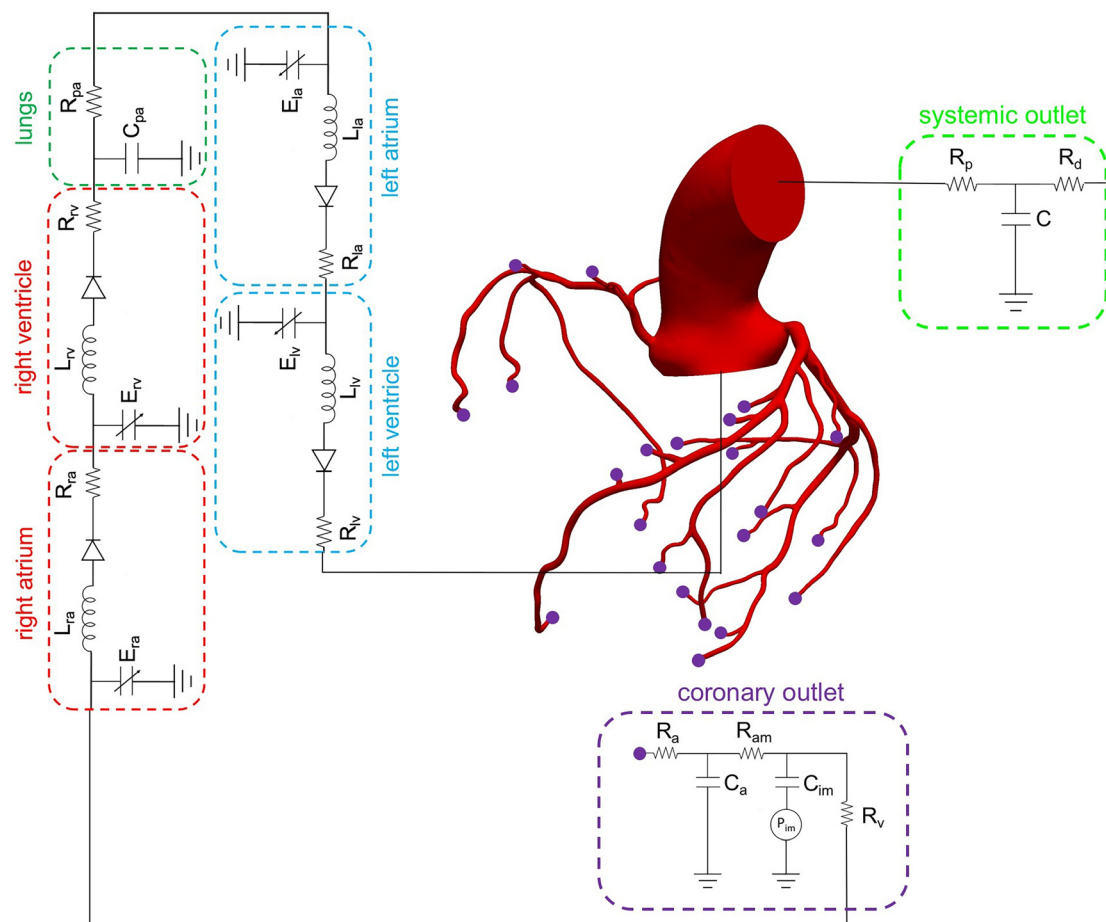 lungs
R_pa
C_pa
E_la
L_la
left atrium
R_la
right ventricle
R_rv
L_rv
E_rv
E_lv
L_lv
left ventricle
R_lv
right atrium
R_ra
L_ra
E_ra
systemic outlet
R_p
R_d
C
coronary outlet
R_a
R_am
C_a
C_im
P_im
R_v